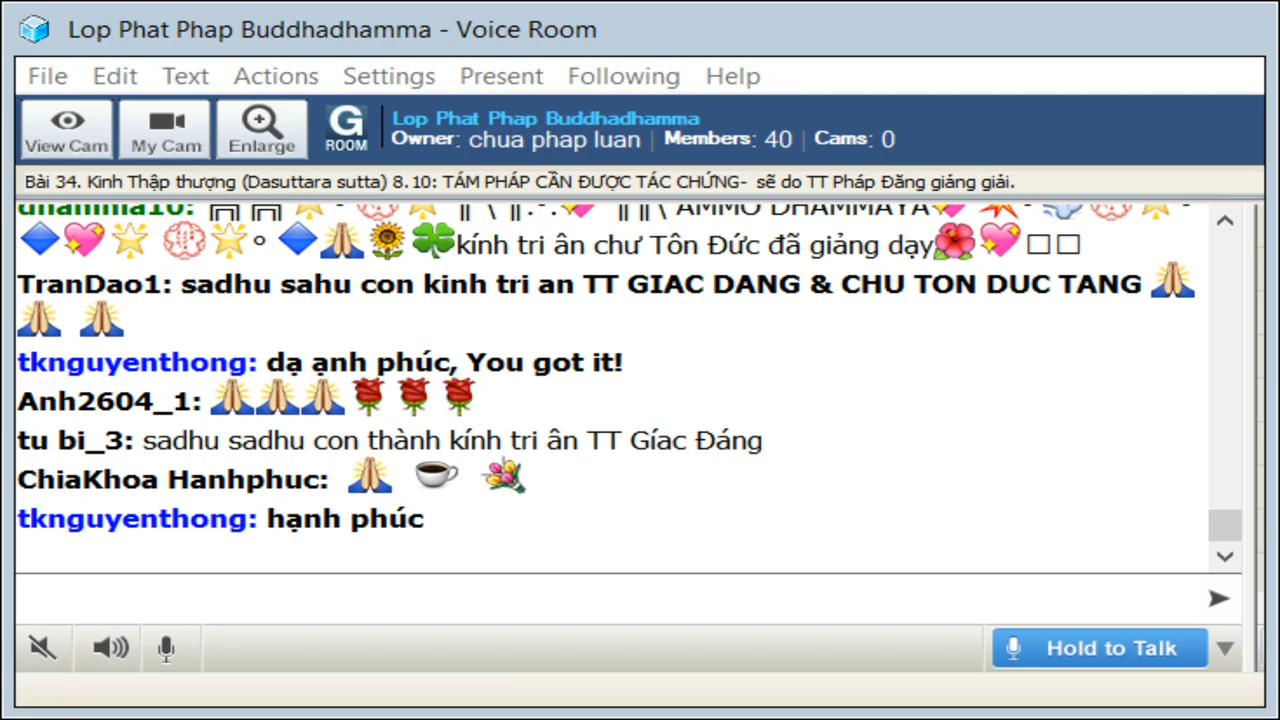 Lop Phat Phap Buddhadhamma - Voice Room
File Edit Text Actions Settings Present Following Help
View Cam My Cam Enlarge G ROOM
Lop Phat Phap Buddhadhamma
Owner: chua phap luan | Members: 40 | Cams: 0
Bài 34. Kinh Thập thượng (Dasuttara sutta) 8.10: TÁM PHÁP CẦN ĐƯỢC TÁC CHỨNG- sẽ do TT Pháp Đăng giảng giải.
dhamma10: AMMO DHAMMAYA
kính tri ân chư Tôn Đức đã giảng dạy
TranDao1: sadhu sahu con kinh tri an TT GIAC DANG & CHU TON DUC TANG
tknguyenthong: dạ ạnh phúc, You got it!
Anh2604_1:
tu bi_3: sadhu sadhu con thành kính tri ân TT Gíac Đáng
ChiaKhoa Hanhphuc:
tknguyenthong: hạnh phúc
Hold to Talk